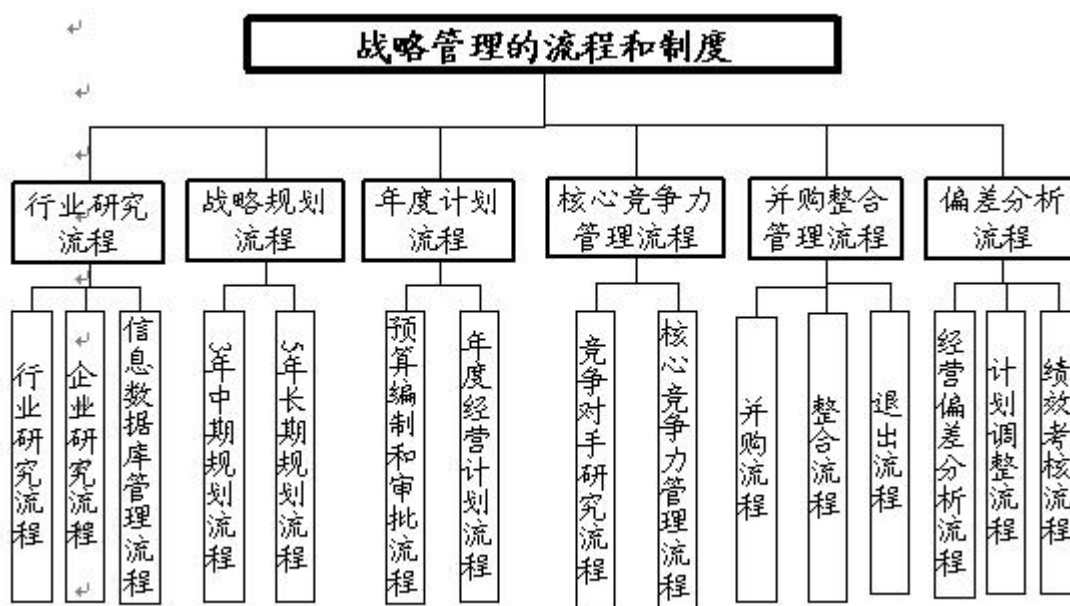 战略管理的流程和制度
行业研究
流程
战略规划
流程
年度计划
流程
核心竞争力
管理流程
并购整合
管理流程
偏差分析
流程
行业研究流程
企业研究流程
信息数据库管理流程
3年中期规划流程
5年长期规划流程
预算编制和审批流程
年度经营计划流程
竞争对手研究流程
核心竞争力管理流程
并购流程
整合流程
退出流程
经营偏差分析流程
计划调整流程
绩效考核流程